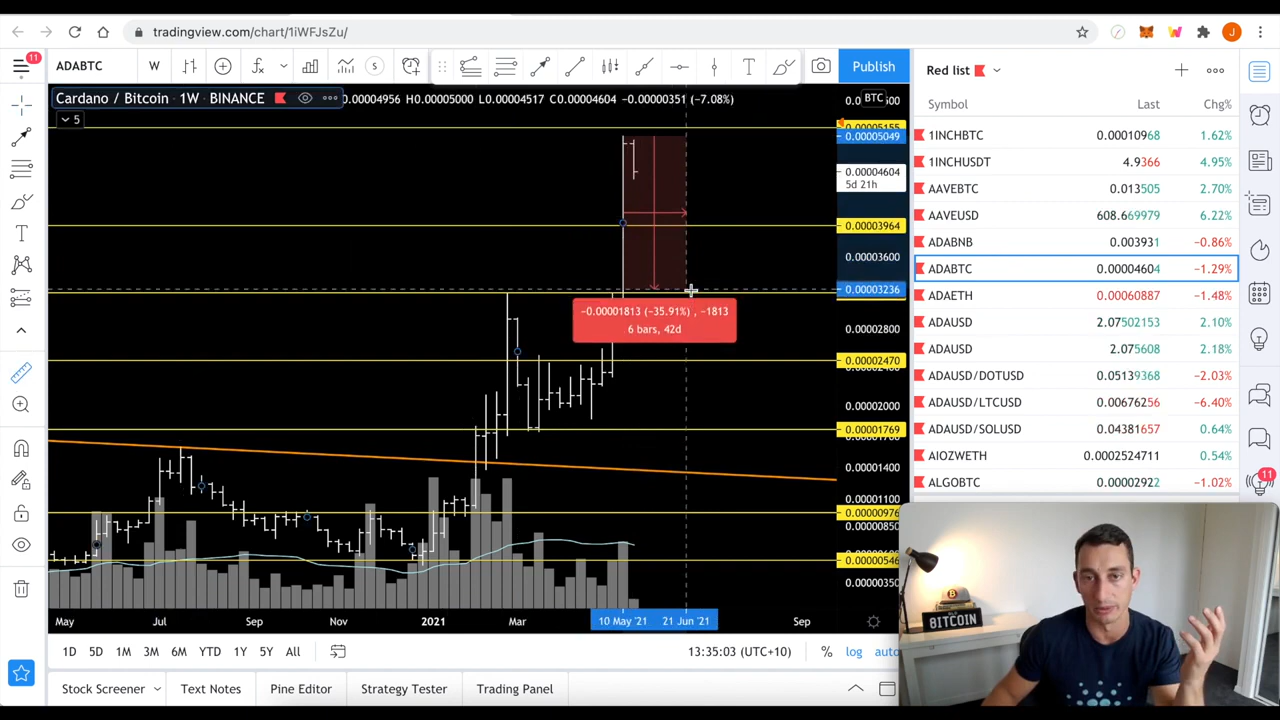 tradingview.com/chart/1iWFJsZu/
11
ADABTC
W
S
T
Publish
Red list
Cardano / Bitcoin · 1W · BINANCE
0.00004956 H0.00005000 L0.00004517 C0.00004604 −0.00000351 (−7.08%)
BTC
5
Symbol Last Chg%
1INCHBTC 0.00010968 1.62%
1INCHUSDT 4.9366 4.95%
AAVEBTC 0.013505 2.70%
AAVEUSD 608.669979 6.22%
ADABNB 0.003931 −0.86%
ADABTC 0.00004604 −1.29%
ADAETH 0.00060887 −1.48%
ADAUSD 2.07502153 2.10%
ADAUSD 2.075608 2.18%
ADAUSD/DOTUSD 0.05139368 −2.03%
ADAUSD/LTCUSD 0.00676256 −6.40%
ADAUSD/SOLUSD 0.04381657 0.64%
AIOZWETH 0.0002524711 0.54%
ALGOBTC 0.00002922 −1.02%
0.00005155
0.00005049
0.00004604
5d 21h
0.00003964
0.00003600
0.00003236
0.00002800
0.00002470
0.00002000
0.00001769
0.00001400
0.00001100
0.00000976
0.00000850
0.00000546
0.00000350
−0.00001813 (−35.91%) , −1813
6 bars, 42d
May Jul Sep Nov 2021 Mar 10 May '21 21 Jun '21 Sep
1D 5D 1M 3M 6M YTD 1Y 5Y All
13:35:03 (UTC+10) % log auto
Stock Screener Text Notes Pine Editor Strategy Tester Trading Panel
11
J
BITCOIN